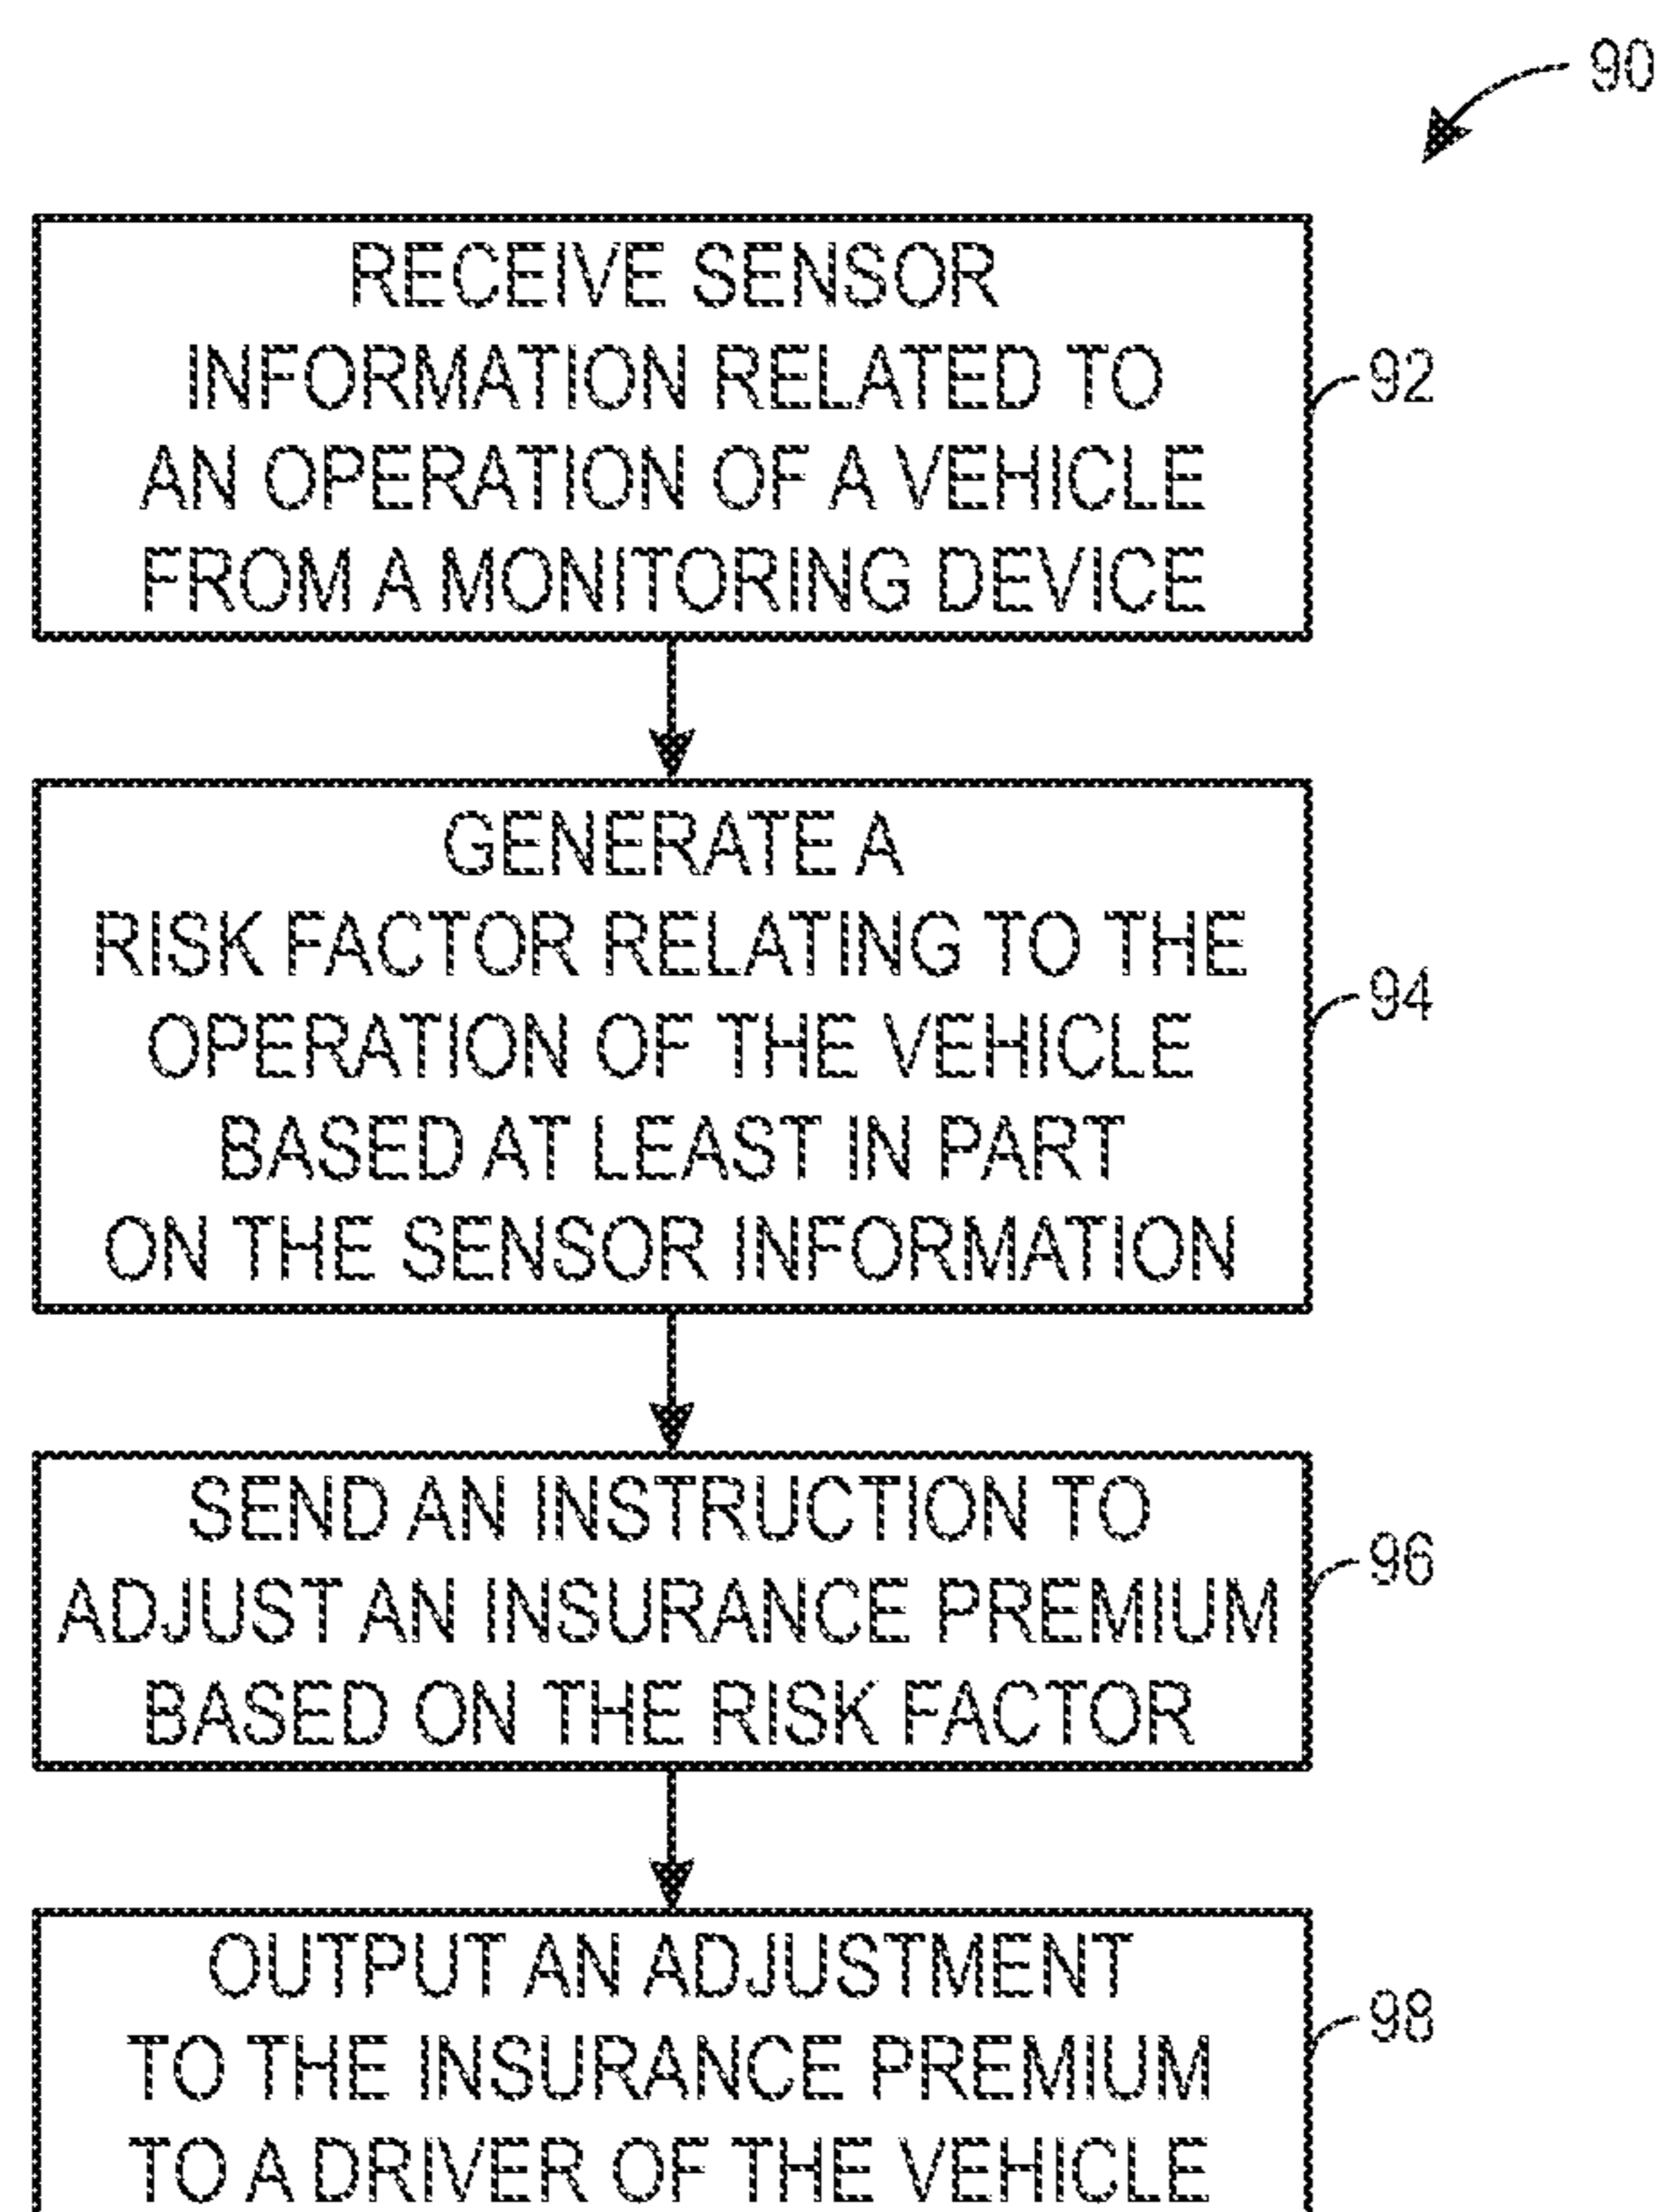 90
RECEIVE SENSOR
INFORMATION RELATED TO
AN OPERATION OF A VEHICLE
FROM A MONITORING DEVICE
92
GENERATE A
RISK FACTOR RELATING TO THE
OPERATION OF THE VEHICLE
BASED AT LEAST IN PART
ON THE SENSOR INFORMATION
94
SEND AN INSTRUCTION TO
ADJUST AN INSURANCE PREMIUM
BASED ON THE RISK FACTOR
96
OUTPUT AN ADJUSTMENT
TO THE INSURANCE PREMIUM
TO A DRIVER OF THE VEHICLE
98